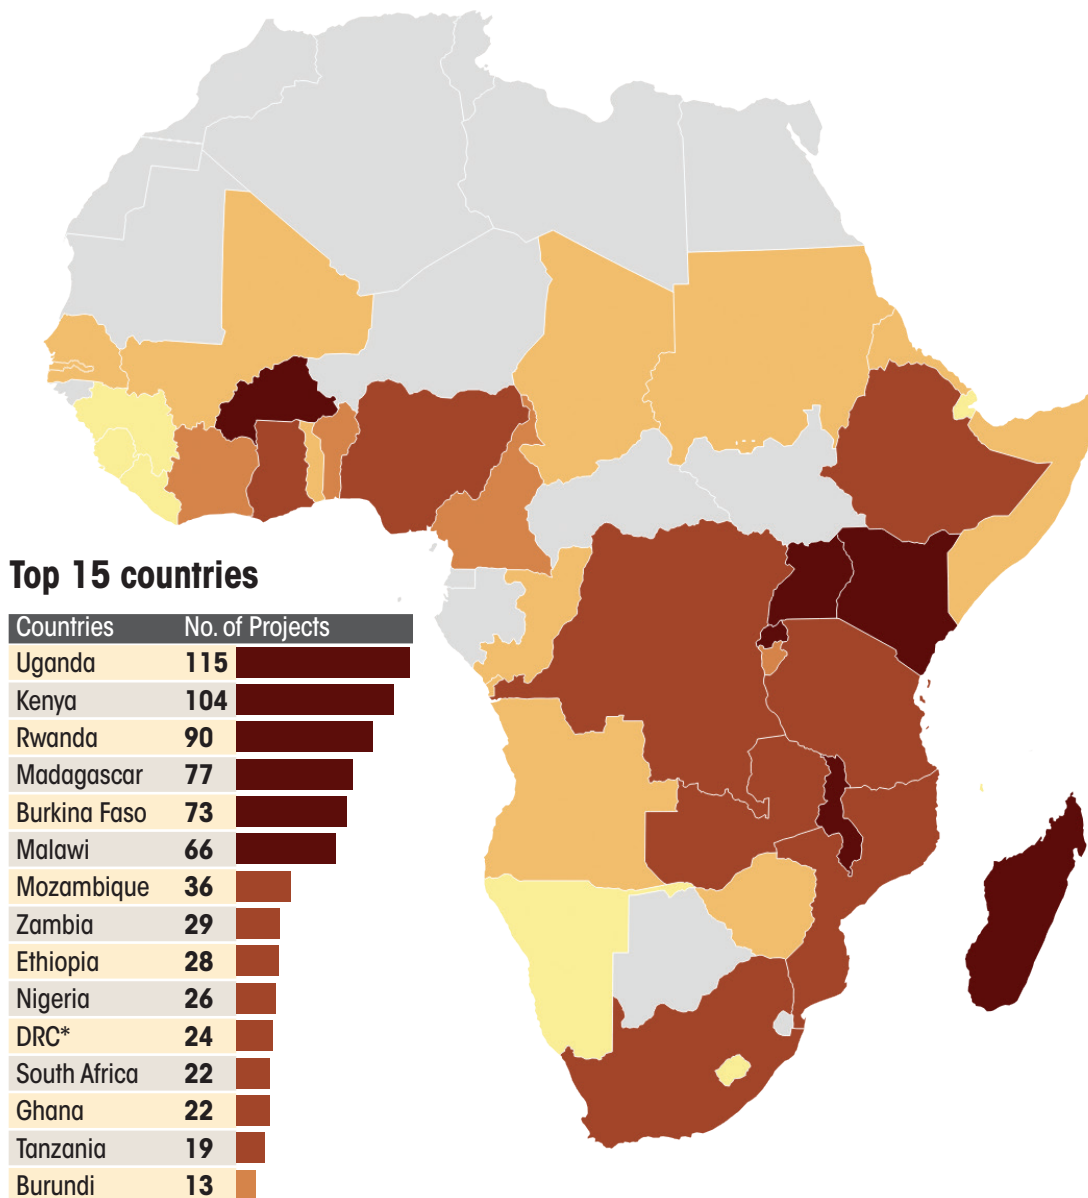 Top 15 countries
Countries No. of Projects
Uganda 115
Kenya 104
Rwanda 90
Madagascar 77
Burkina Faso 73
Malawi 66
Mozambique 36
Zambia 29
Ethiopia 28
Nigeria 26
DRC* 24
South Africa 22
Ghana 22
Tanzania 19
Burundi 13